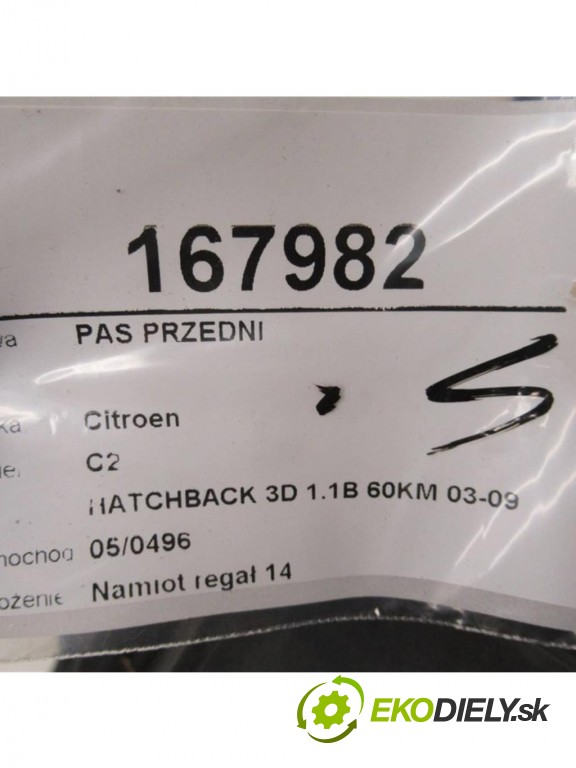 167982
PAS PRZEDNI
Citroen
C2
HATCHBACK 3D 1.1B 60KM 03-09
05/0496
Namiot regał 14
EKODIELY.sk